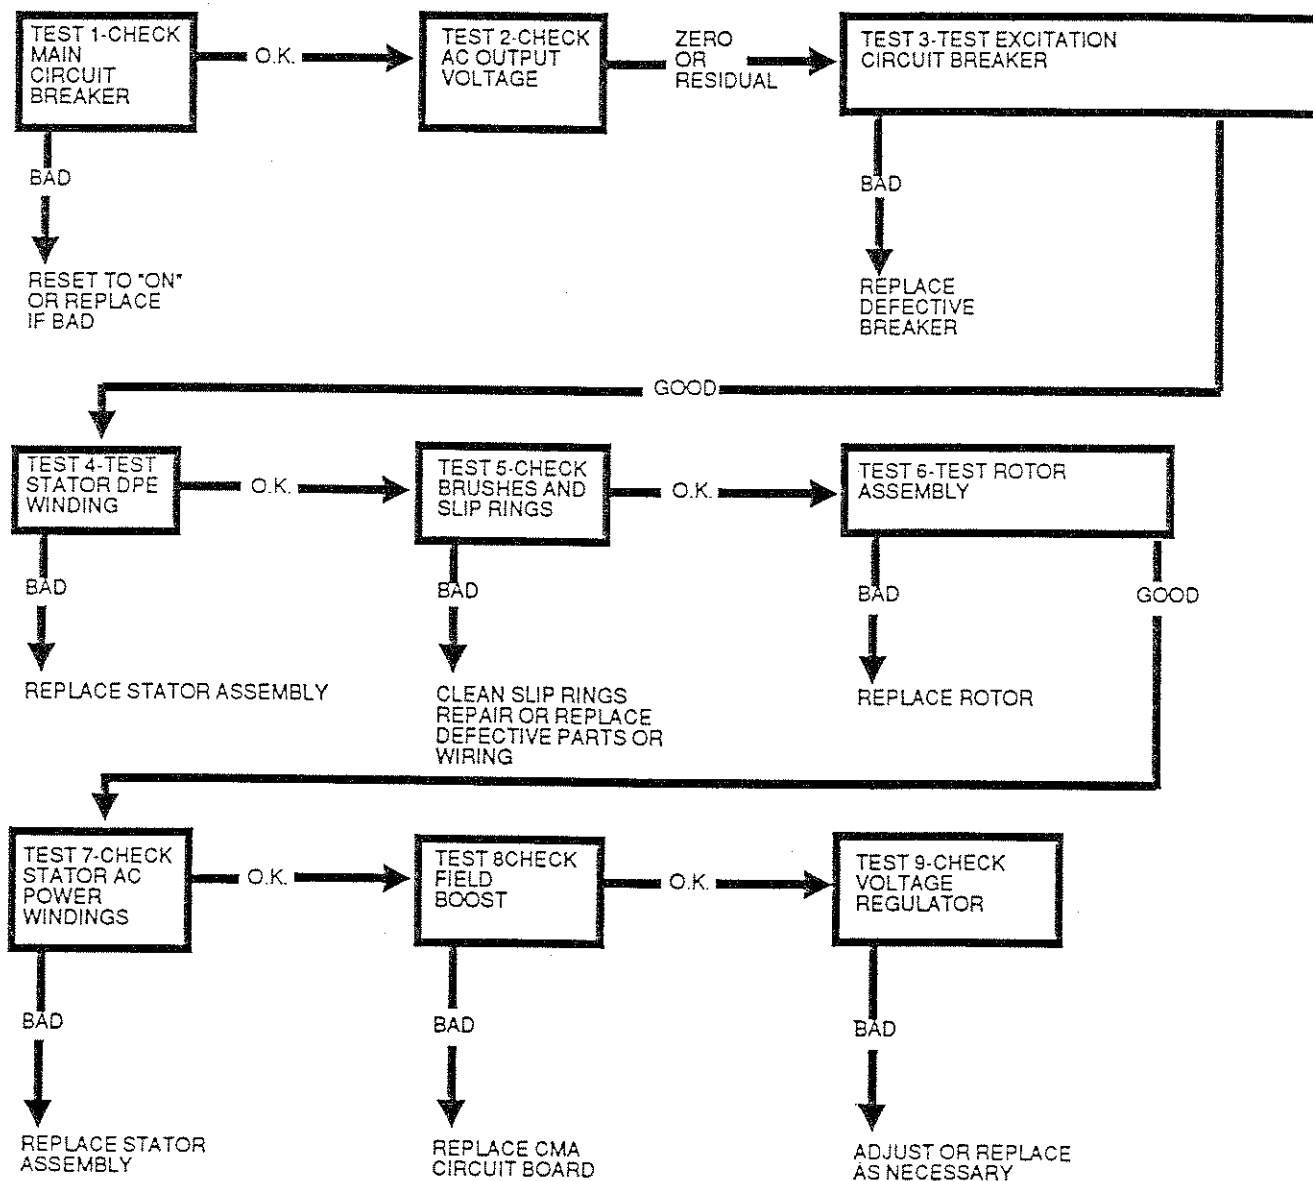 TEST 1-CHECK
MAIN
CIRCUIT
BREAKER
O.K.
TEST 2-CHECK
AC OUTPUT
VOLTAGE
ZERO
OR
RESIDUAL
TEST 3-TEST EXCITATION
CIRCUIT BREAKER
BAD
RESET TO "ON"
OR REPLACE
IF BAD
BAD
REPLACE
DEFECTIVE
BREAKER
GOOD
TEST 4-TEST
STATOR DPE
WINDING
O.K.
TEST 5-CHECK
BRUSHES AND
SLIP RINGS
O.K.
TEST 6-TEST ROTOR
ASSEMBLY
BAD
REPLACE STATOR ASSEMBLY
BAD
CLEAN SLIP RINGS
REPAIR OR REPLACE
DEFECTIVE PARTS OR
WIRING
BAD
REPLACE ROTOR
GOOD
TEST 7-CHECK
STATOR AC
POWER
WINDINGS
O.K.
TEST 8CHECK
FIELD
BOOST
O.K.
TEST 9-CHECK
VOLTAGE
REGULATOR
BAD
REPLACE STATOR
ASSEMBLY
BAD
REPLACE CMA
CIRCUIT BOARD
BAD
ADJUST OR REPLACE
AS NECESSARY